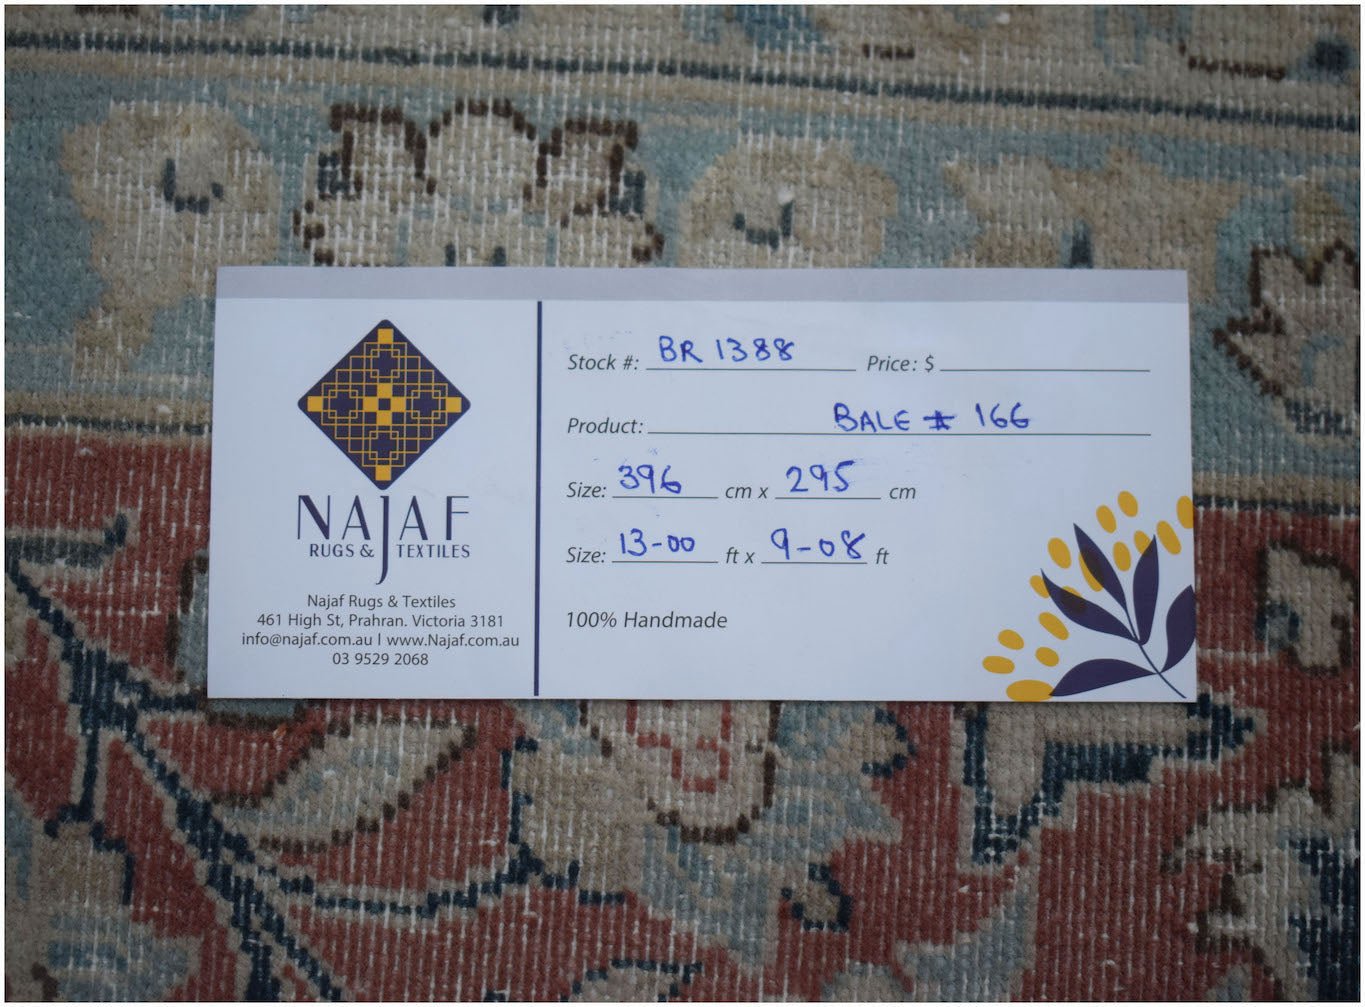 NAJAF
RUGS & TEXTILES
Najaf Rugs & Textiles
461 High St, Prahran. Victoria 3181
info@najaf.com.au | www.Najaf.com.au
03 9529 2068
Stock #: BR 1388 Price: $
Product: BALE # 166
Size: 396 cm x 295 cm
Size: 13-00 ft x 9-08 ft
100% Handmade